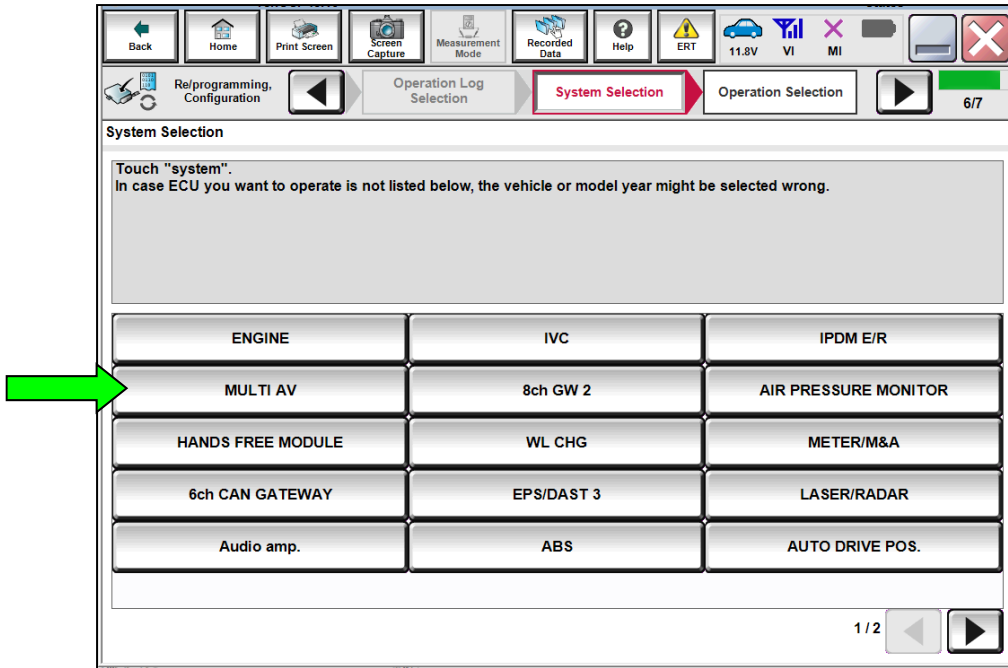 Back
Home
Print Screen
Screen
Capture
Measurement
Mode
Recorded
Data
Help
ERT
11.8V
VI
MI
Re/programming,
Configuration
Operation Log
Selection
System Selection
Operation Selection
6/7
System Selection
Touch "system".
In case ECU you want to operate is not listed below, the vehicle or model year might be selected wrong.
ENGINE
IVC
IPDM E/R
MULTI AV
8ch GW 2
AIR PRESSURE MONITOR
HANDS FREE MODULE
WL CHG
METER/M&A
6ch CAN GATEWAY
EPS/DAST 3
LASER/RADAR
Audio amp.
ABS
AUTO DRIVE POS.
1 / 2